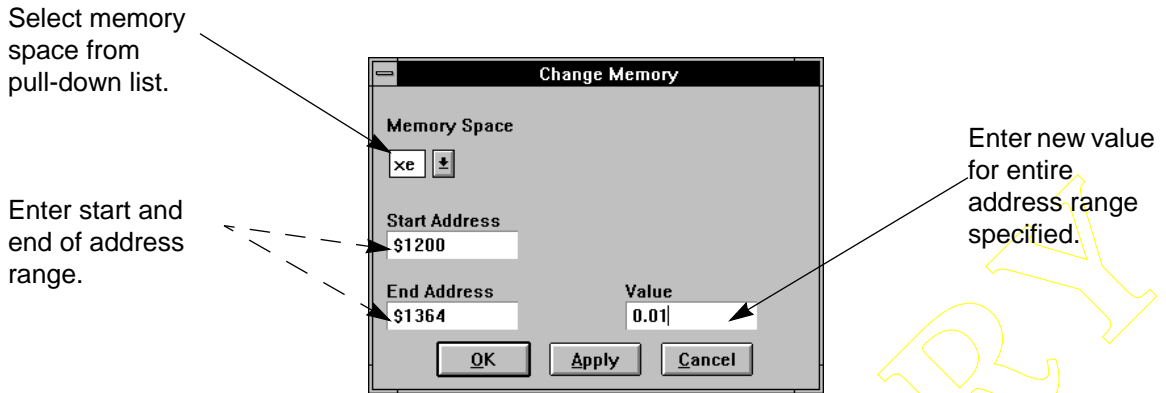 Select memory
space from
pull-down list.
Change Memory
Memory Space
xe
Enter new value
for entire
address range
specified.
Enter start and
end of address
range.
Start Address
$1200
End Address
$1364
Value
0.01
OK
Apply
Cancel
R Y